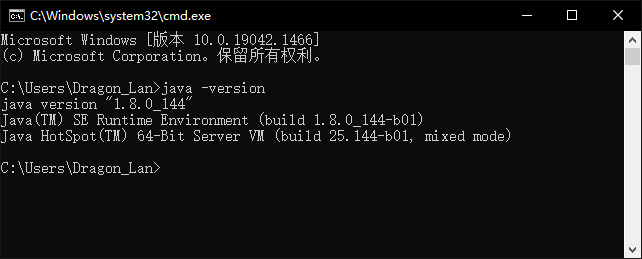 C:\Windows\system32\cmd.exe
Microsoft Windows [版本 10.0.19042.1466]
(c) Microsoft Corporation。保留所有权利。
C:\Users\Dragon_Lan>java -version
java version "1.8.0_144"
Java(TM) SE Runtime Environment (build 1.8.0_144-b01)
Java HotSpot(TM) 64-Bit Server VM (build 25.144-b01, mixed mode)
C:\Users\Dragon_Lan>